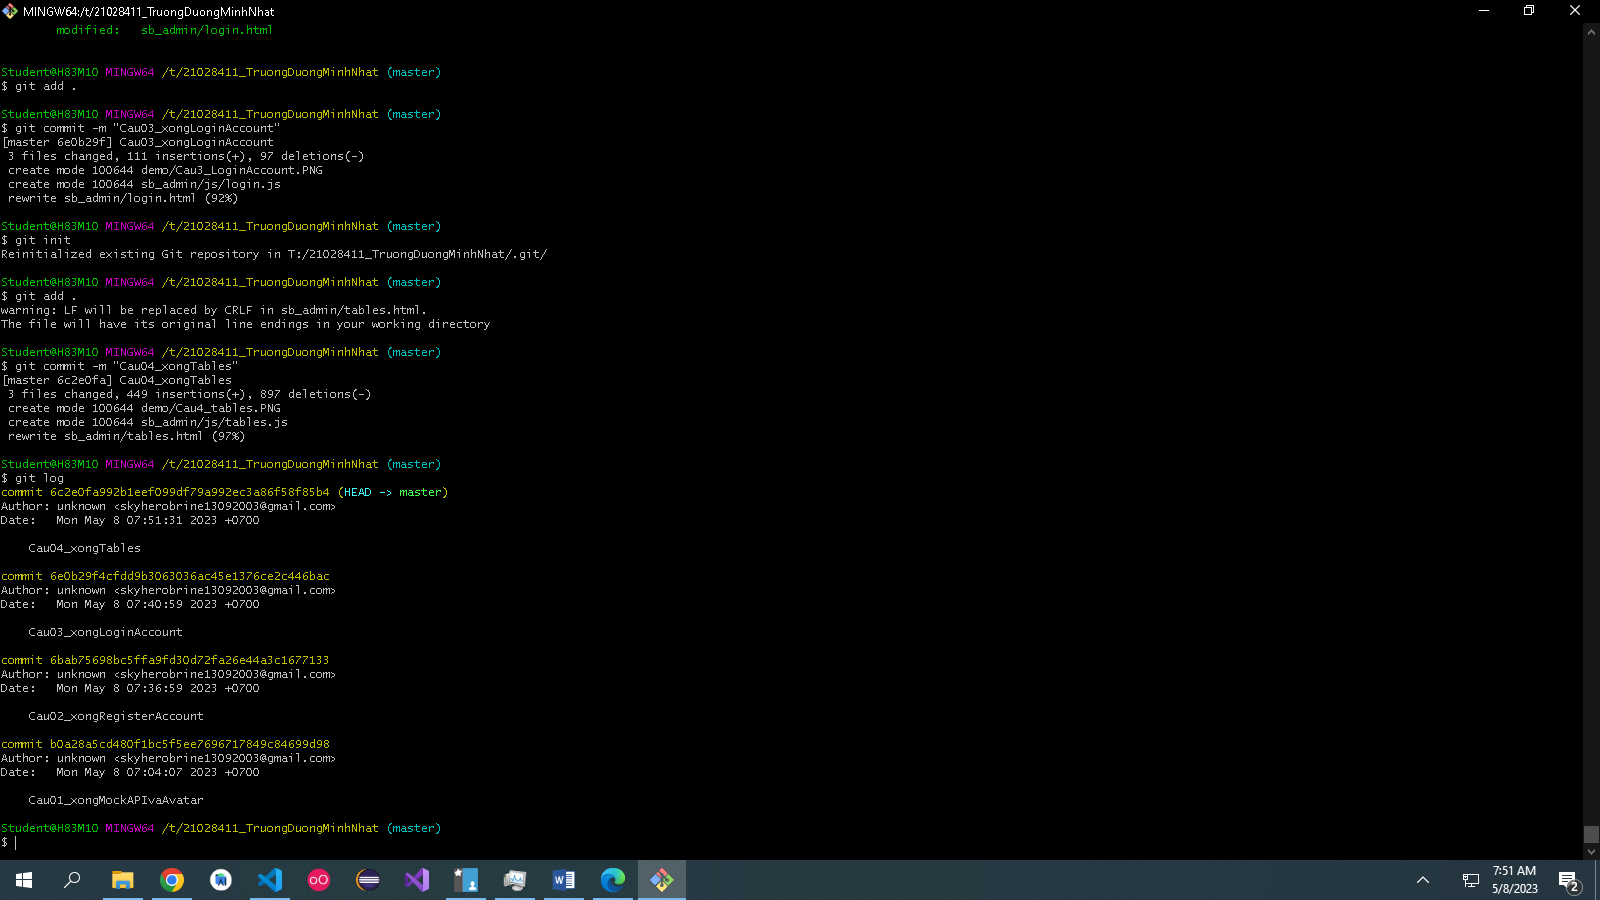 MINGW64:/t/21028411_TruongDuongMinhNhat
modified:   sb_admin/login.html
Student@H83M10 MINGW64 /t/21028411_TruongDuongMinhNhat (master)
$ git add .
Student@H83M10 MINGW64 /t/21028411_TruongDuongMinhNhat (master)
$ git commit -m "Cau03_xongLoginAccount"
[master 6e0b29f] Cau03_xongLoginAccount
 3 files changed, 111 insertions(+), 97 deletions(-)
 create mode 100644 demo/Cau3_LoginAccount.PNG
 create mode 100644 sb_admin/js/login.js
 rewrite sb_admin/login.html (92%)
Student@H83M10 MINGW64 /t/21028411_TruongDuongMinhNhat (master)
$ git init
Reinitialized existing Git repository in T:/21028411_TruongDuongMinhNhat/.git/
Student@H83M10 MINGW64 /t/21028411_TruongDuongMinhNhat (master)
$ git add .
warning: LF will be replaced by CRLF in sb_admin/tables.html.
The file will have its original line endings in your working directory
Student@H83M10 MINGW64 /t/21028411_TruongDuongMinhNhat (master)
$ git commit -m "Cau04_xongTables"
[master 6c2e0fa] Cau04_xongTables
 3 files changed, 449 insertions(+), 897 deletions(-)
 create mode 100644 demo/Cau4_tables.PNG
 create mode 100644 sb_admin/js/tables.js
 rewrite sb_admin/tables.html (97%)
Student@H83M10 MINGW64 /t/21028411_TruongDuongMinhNhat (master)
$ git log
commit 6c2e0fa992b1eef099df79a992ec3a86f58f85b4 (HEAD -> master)
Author: unknown <skyherobrine13092003@gmail.com>
Date:   Mon May 8 07:51:31 2023 +0700
    Cau04_xongTables
commit 6e0b29f4cfdd9b3063036ac45e1376ce2c446bac
Author: unknown <skyherobrine13092003@gmail.com>
Date:   Mon May 8 07:40:59 2023 +0700
    Cau03_xongLoginAccount
commit 6bab75698bc5ffa9fd30d72fa26e44a3c1677133
Author: unknown <skyherobrine13092003@gmail.com>
Date:   Mon May 8 07:36:59 2023 +0700
    Cau02_xongRegisterAccount
commit b0a28a5cd480f1bc5f5ee7696717849c84699d98
Author: unknown <skyherobrine13092003@gmail.com>
Date:   Mon May 8 07:04:07 2023 +0700
    Cau01_xongMockAPIvaAvatar
Student@H83M10 MINGW64 /t/21028411_TruongDuongMinhNhat (master)
$
7:51 AM
5/8/2023
2